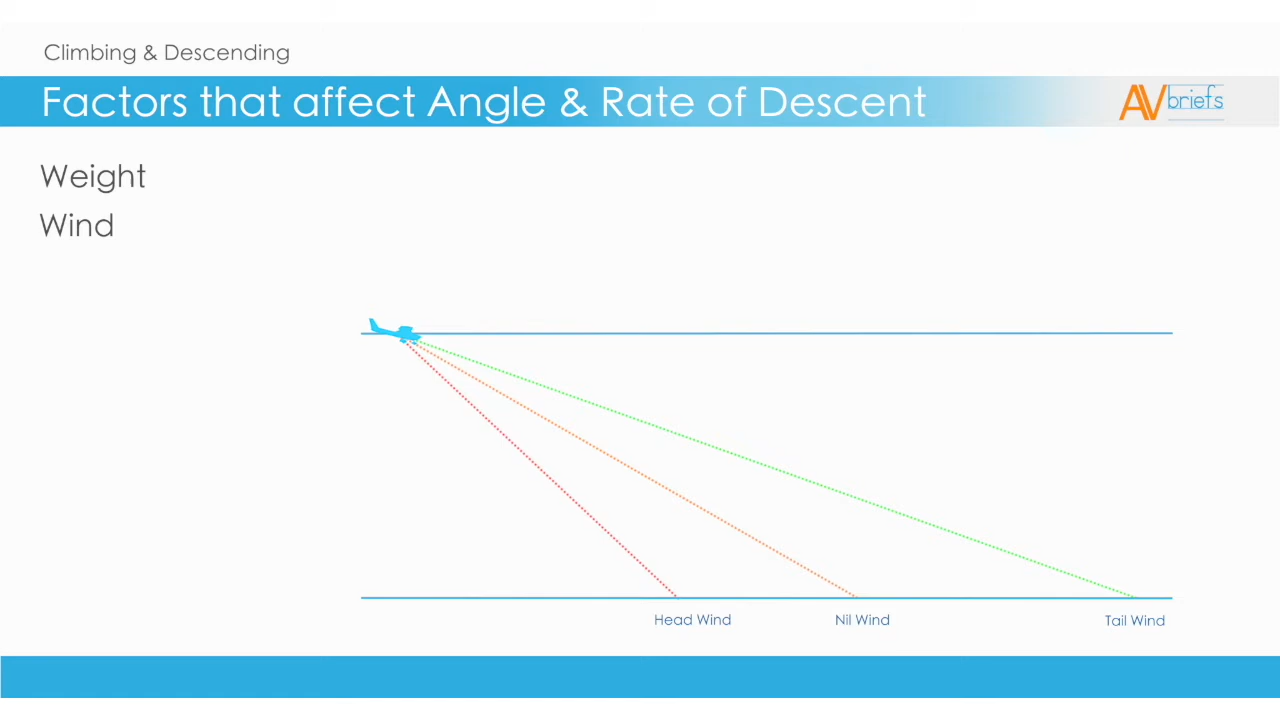 Climbing & Descending
Factors that affect Angle & Rate of Descent
AVbriefs
Weight
Wind
Head Wind
Nil Wind
Tail Wind